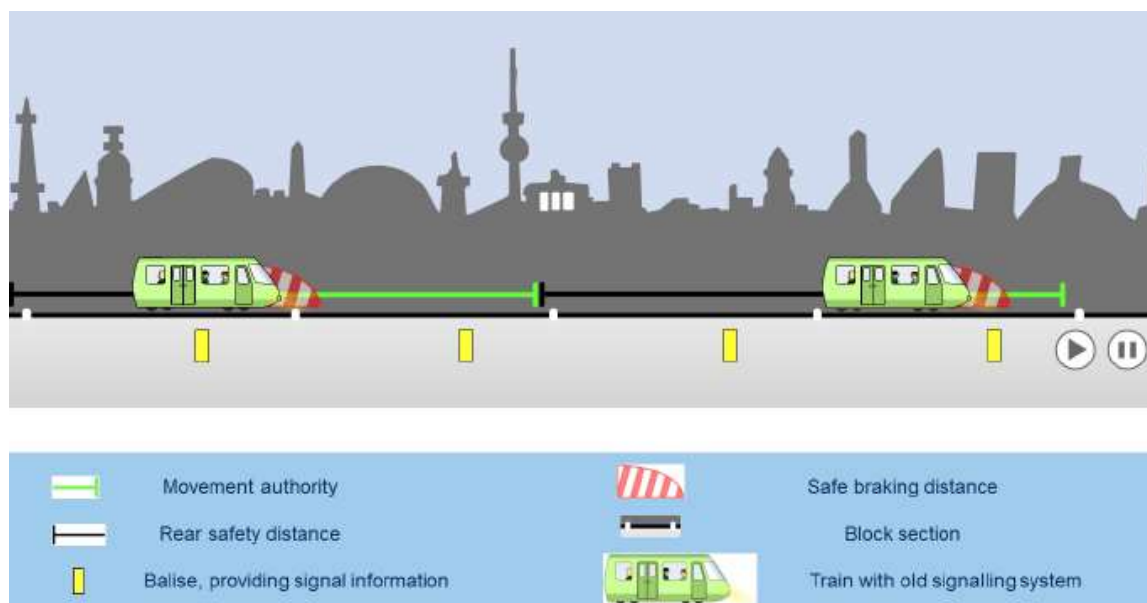 Movement authority
Safe braking distance
Rear safety distance
Block section
Balise, providing signal information
Train with old signalling system